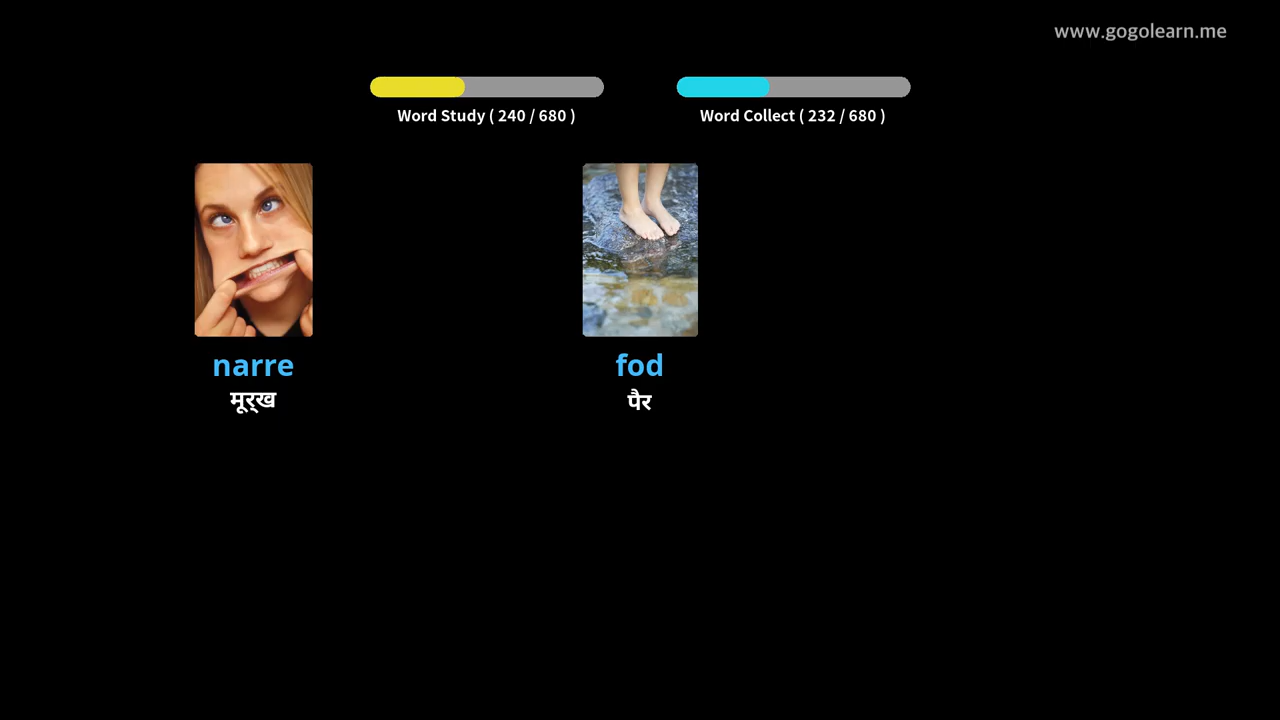 www.gogolearn.me
Word Study ( 240 / 680 )
Word Collect ( 232 / 680 )
narre
मूर्ख
fod
पैर